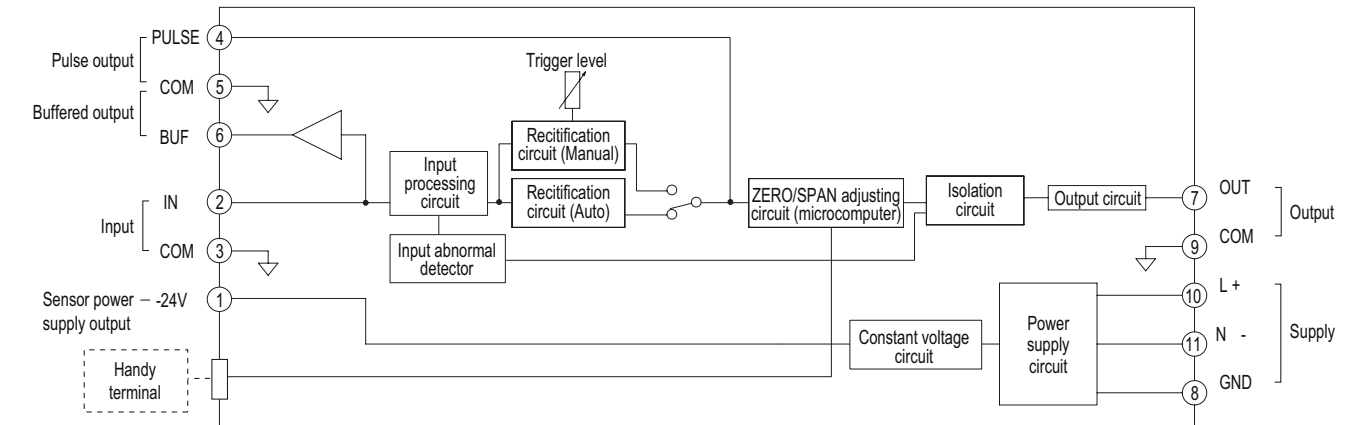 Pulse output
PULSE 4
COM 5
Buffered output
BUF 6
Input
IN 2
COM 3
Sensor power
supply output
-24V 1
Handy
terminal
Trigger level
Rectification
circuit (Manual)
Input
processing
circuit
Rectification
circuit (Auto)
Input abnormal
detector
ZERO/SPAN adjusting
circuit (microcomputer)
Isolation
circuit
Output circuit
Constant voltage
circuit
Power
supply
circuit
7 OUT
9 COM
Output
10 L +
11 N -
8 GND
Supply